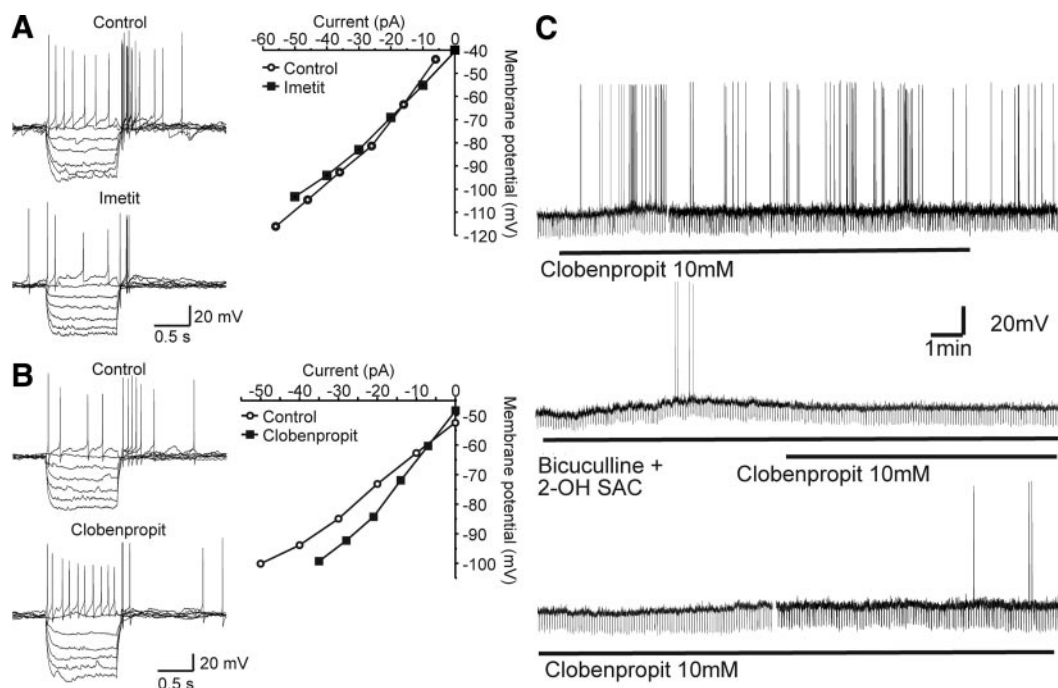 A
Control
Imetit
20 mV
0.5 s
Current (pA)
-60 -50 -40 -30 -20 -10 0
Control
Imetit
-40
-50
-60
-70
-80
-90
-100
-110
-120
Membrane potential (mV)
B
Control
Clobenpropit
20 mV
0.5 s
Current (pA)
-50 -40 -30 -20 -10 0
Control
Clobenpropit
-50
-60
-70
-80
-90
-100
Membrane potential (mV)
C
Clobenpropit 10mM
20mV
1min
Bicuculline +
2-OH SAC
Clobenpropit 10mM
Clobenpropit 10mM